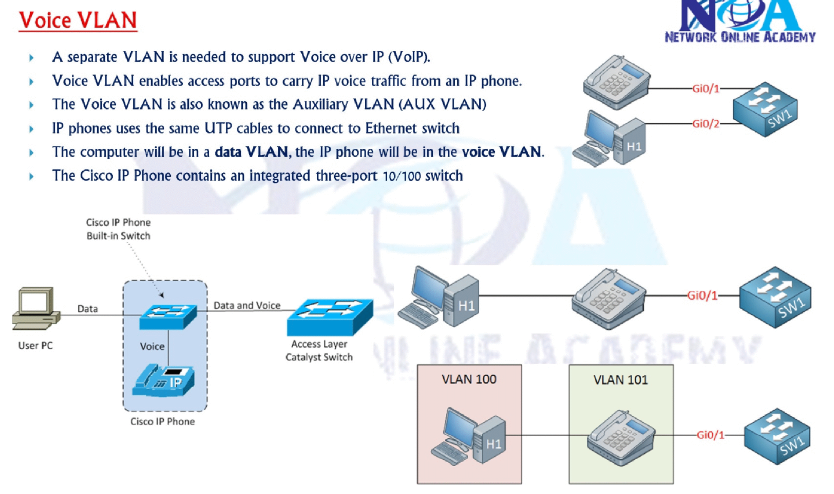 Voice VLAN
NOA
NETWORK ONLINE ACADEMY
A separate VLAN is needed to support Voice over IP (VoIP).
Voice VLAN enables access ports to carry IP voice traffic from an IP phone.
The Voice VLAN is also known as the Auxiliary VLAN (AUX VLAN)
IP phones uses the same UTP cables to connect to Ethernet switch
The computer will be in a data VLAN, the IP phone will be in the voice VLAN.
The Cisco IP Phone contains an integrated three-port 10/100 switch
Gi0/1
Gi0/2
H1
SW1
Cisco IP Phone
Built-in Switch
Data
Data and Voice
User PC
Voice
IP
Access Layer
Catalyst Switch
Cisco IP Phone
H1
Gi0/1
SW1
NOA
ONLINE ACADEMY
VLAN 100
VLAN 101
H1
Gi0/1
SW1